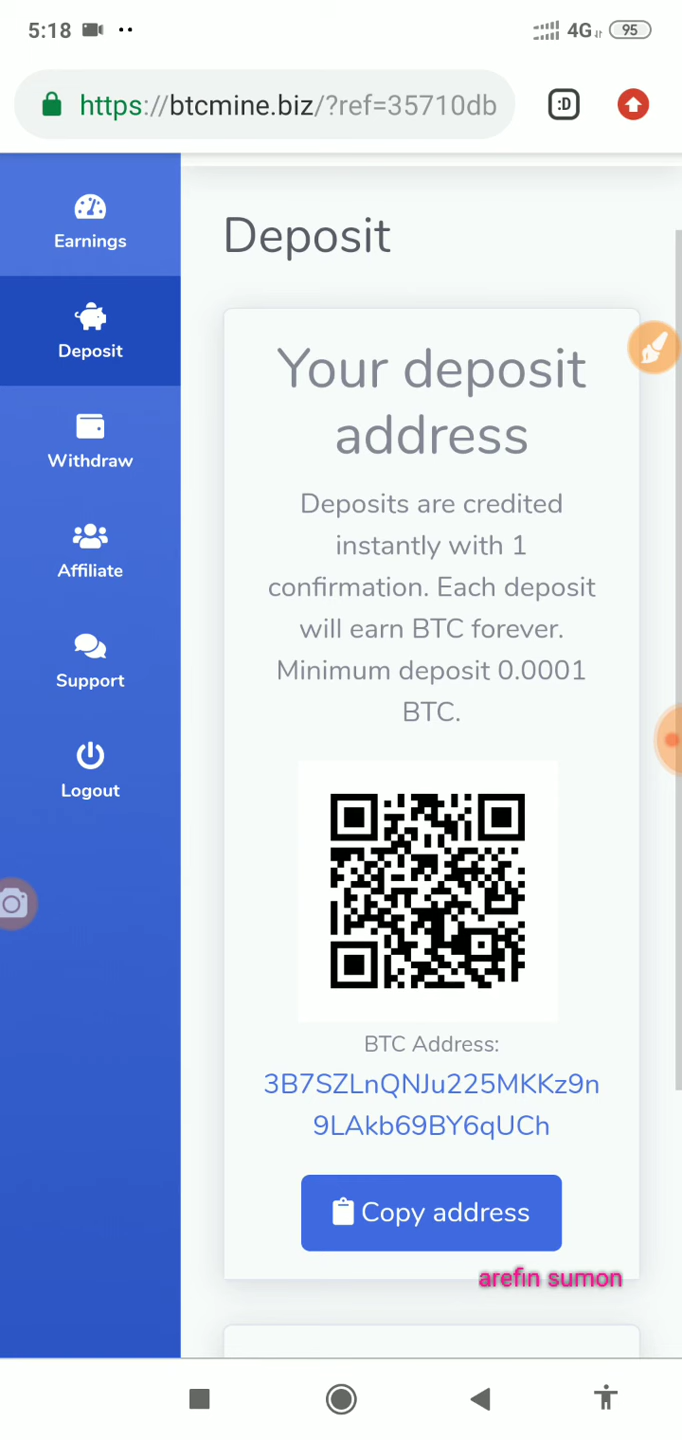 5:18
4G
95
https://btcmine.biz/?ref=35710db
:D
Earnings
Deposit
Withdraw
Affiliate
Support
Logout
Deposit
Your deposit
address
Deposits are credited
instantly with 1
confirmation. Each deposit
will earn BTC forever.
Minimum deposit 0.0001
BTC.
BTC Address:
3B7SZLnQNJu225MKKz9n
9LAkb69BY6qUCh
Copy address
arefin sumon